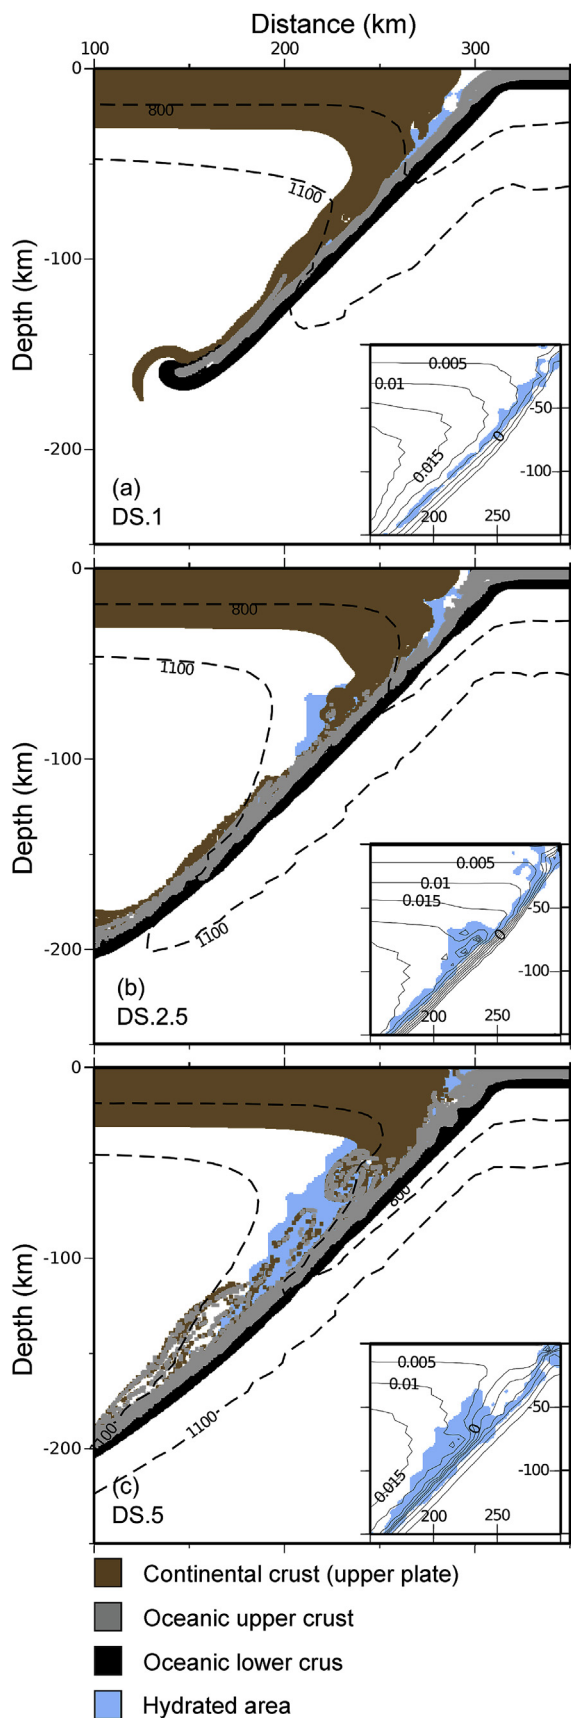 Distance (km)
100 200 300
0
800
-50
1100
-100
Depth (km)
-150
-200
0.005
0.01
-50
0
0.015
-100
200 250
(a)
DS.1
0
800
1100
-100
Depth (km)
0.005
0.01
0.015
-50
0
-100
-200
1100
200 250
(b)
DS.2.5
0
800
1100
-100
Depth (km)
0.005
0.01
-50
0
1100
1100
-200
0.015
-100
200 250
(c)
DS.5
Continental crust (upper plate)
Oceanic upper crust
Oceanic lower crus
Hydrated area